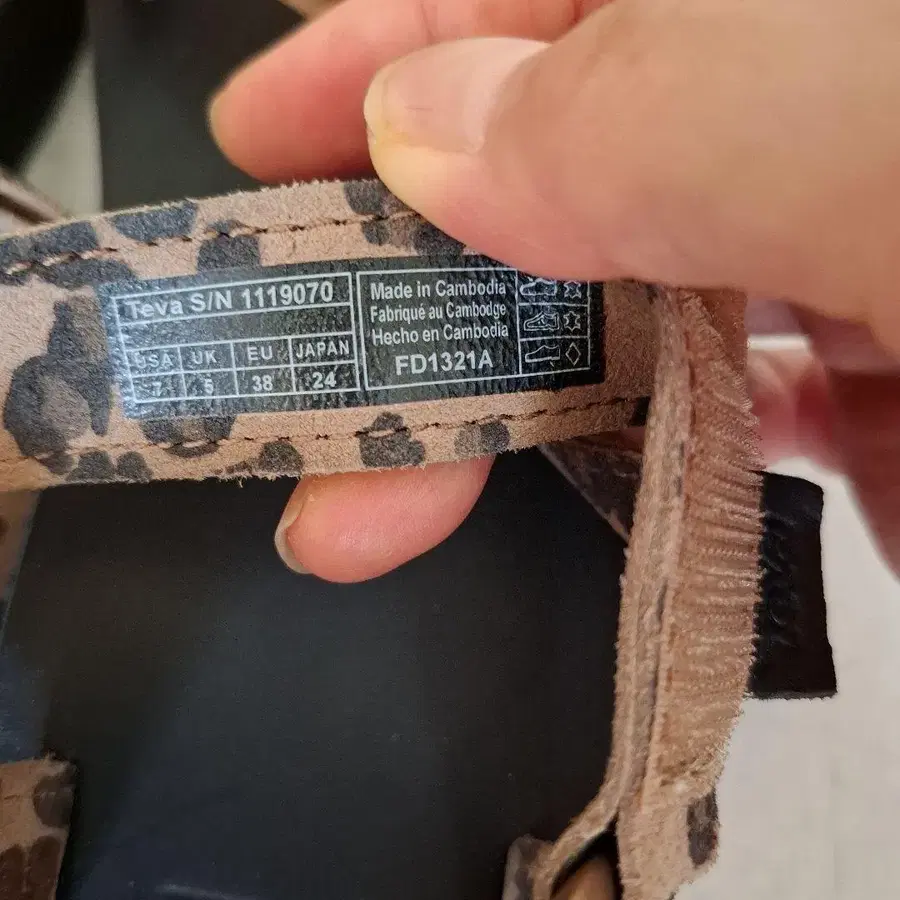 Teva S/N 1119070
USA UK EU JAPAN
7 5 38 24
Made in Cambodia
Fabriqué au Cambodge
Hecho en Cambodia
FD1321A